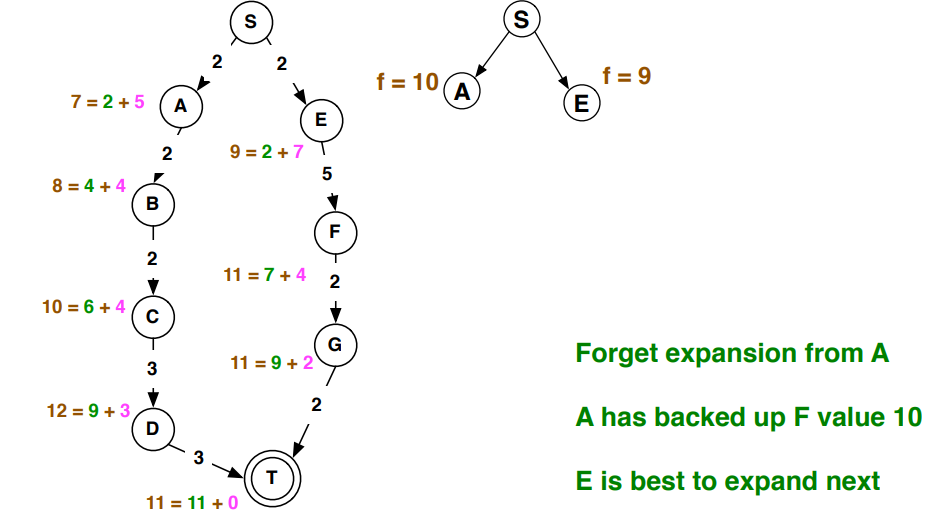 S
2
2
7 = 2 + 5
A
E
9 = 2 + 7
2
5
8 = 4 + 4
B
F
11 = 7 + 4
2
2
10 = 6 + 4
C
G
11 = 9 + 2
3
2
12 = 9 + 3
D
3
T
11 = 11 + 0
S
f = 10
A
E
f = 9
Forget expansion from A
A has backed up F value 10
E is best to expand next